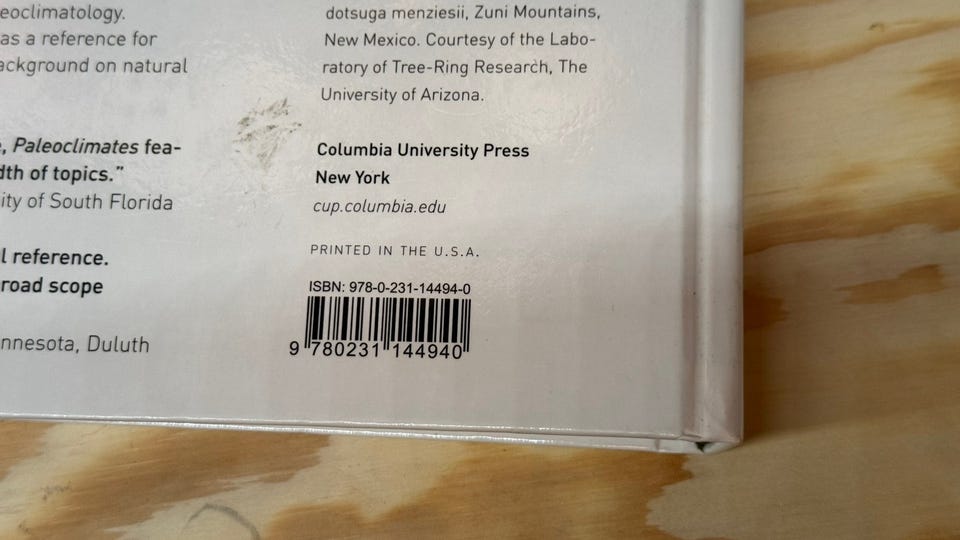 eoclimatology.
as a reference for
ackground on natural
, Paleoclimates fea-
dth of topics."
ity of South Florida
l reference.
road scope
nnesota, Duluth
dotsuga menziesii, Zuni Mountains,
New Mexico. Courtesy of the Labo-
ratory of Tree-Ring Research, The
University of Arizona.
Columbia University Press
New York
cup.columbia.edu
PRINTED IN THE U.S.A.
ISBN: 978-0-231-14494-0
9 780231 144940